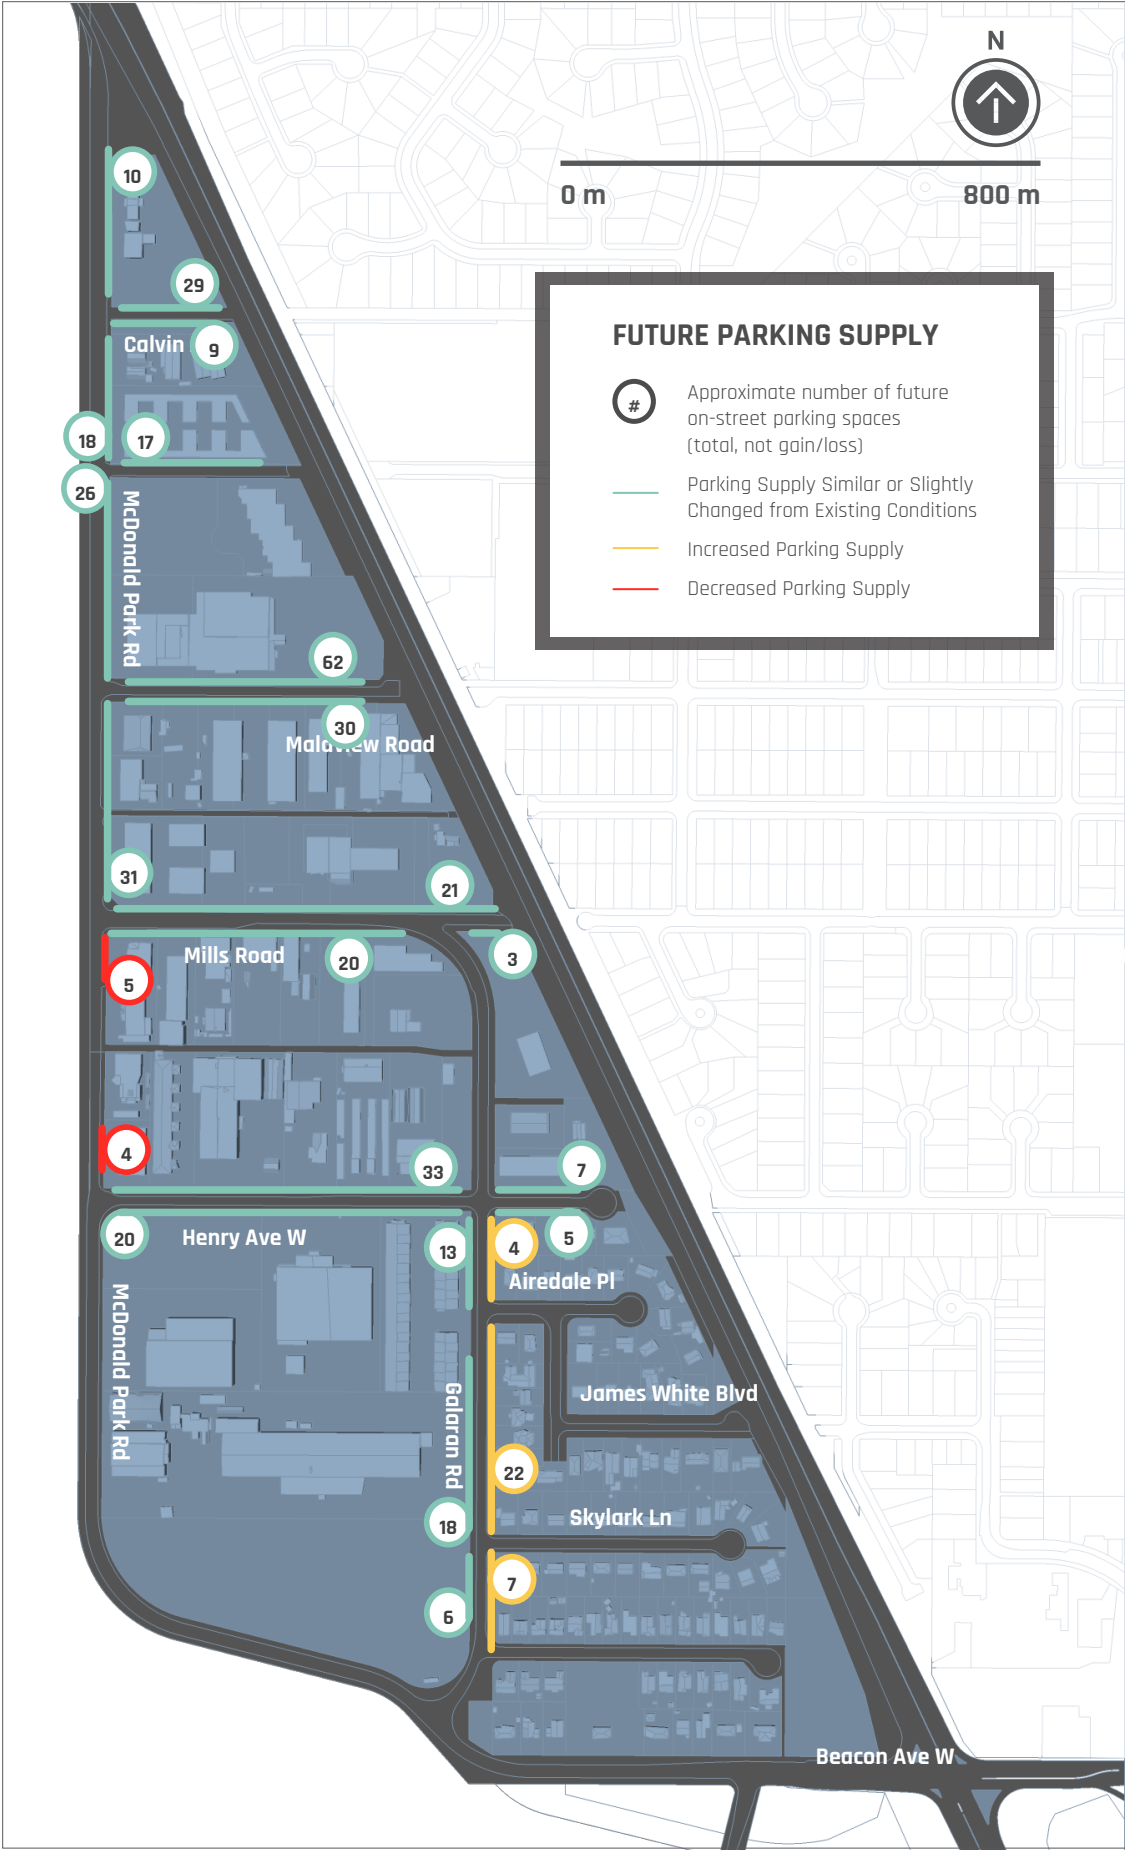 N
0 m
800 m
10
29
FUTURE PARKING SUPPLY
Calvin
9
#
Approximate number of future
on-street parking spaces
(total, not gain/loss)
18
17
26
Parking Supply Similar or Slightly
Changed from Existing Conditions
McDonald Park Rd
Increased Parking Supply
Decreased Parking Supply
62
30
Malaview Road
31
21
Mills Road
20
3
5
4
33
7
20
Henry Ave W
13
4
5
Airedale Pl
McDonald Park Rd
Galaran Rd
James White Blvd
22
18
Skylark Ln
7
6
Beacon Ave W